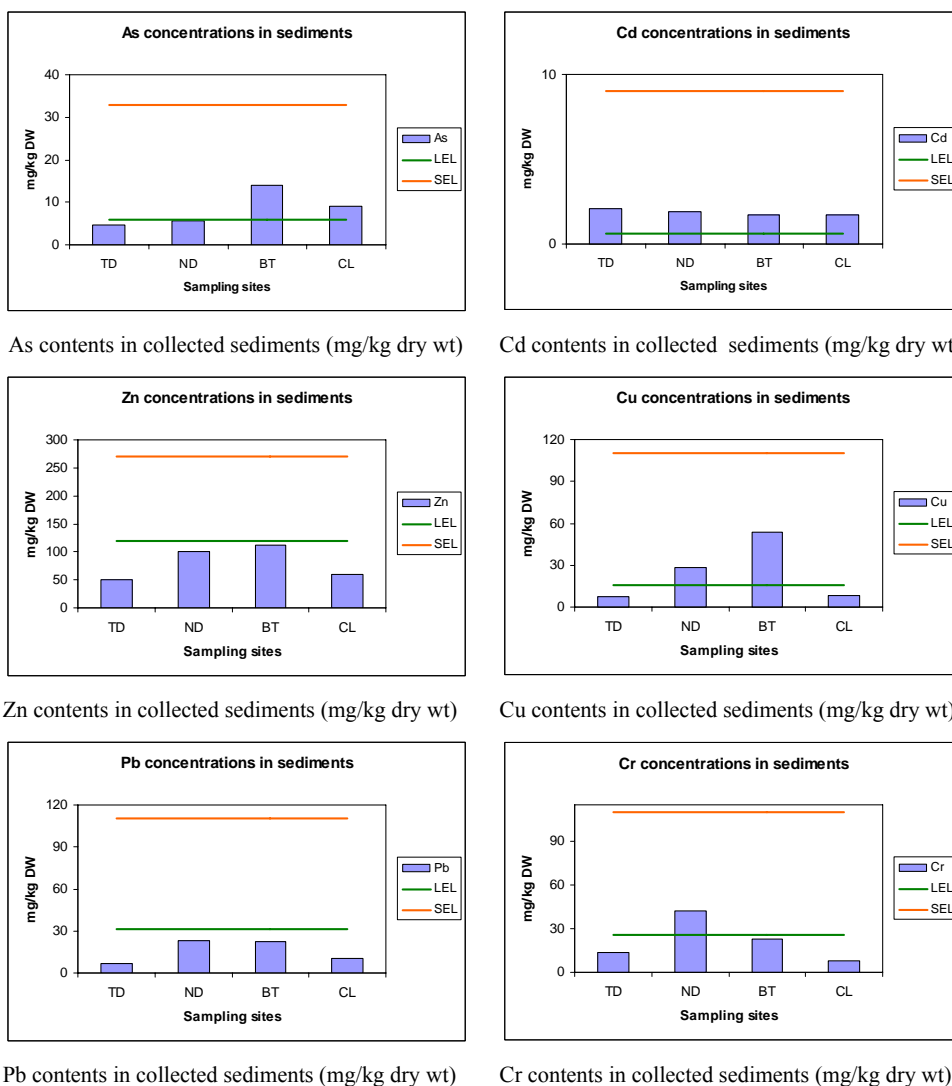 As concentrations in sediments
40
30
20
10
0
mg/kg DW
TD ND BT CL
Sampling sites
As
LEL
SEL
As contents in collected sediments (mg/kg dry wt)
Cd concentrations in sediments
10
0
mg/kg DW
TD ND BT CL
Sampling sites
Cd
LEL
SEL
Cd contents in collected sediments (mg/kg dry wt
Zn concentrations in sediments
300
250
200
150
100
50
0
mg/kg DW
TD ND BT CL
Sampling sites
Zn
LEL
SEL
Zn contents in collected sediments (mg/kg dry wt)
Cu concentrations in sediments
120
90
60
30
0
mg/kg DW
TD ND BT CL
Sampling sites
Cu
LEL
SEL
Cu contents in collected sediments (mg/kg dry wt)
Pb concentrations in sediments
120
90
60
30
0
mg/kg DW
TD ND BT CL
Sampling sites
Pb
LEL
SEL
Pb contents in collected sediments (mg/kg dry wt)
Cr concentrations in sediments
90
60
30
0
mg/kg DW
TD ND BT CL
Sampling sites
Cr
LEL
SEL
Cr contents in collected sediments (mg/kg dry wt)